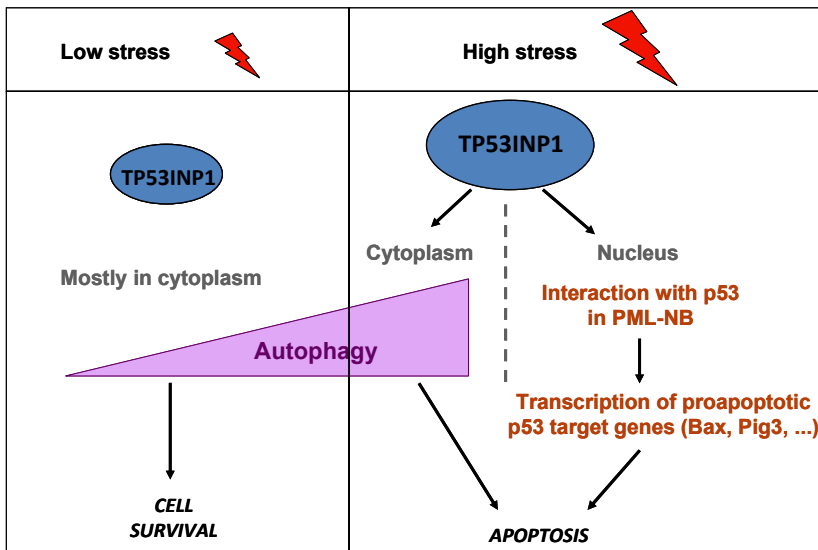 Low stress
High stress
TP53INP1
TP53INP1
Cytoplasm
Nucleus
Mostly in cytoplasm
Interaction with p53
in PML-NB
Autophagy
Transcription of proapoptotic
p53 target genes (Bax, Pig3, ...)
CELL
SURVIVAL
APOPTOSIS